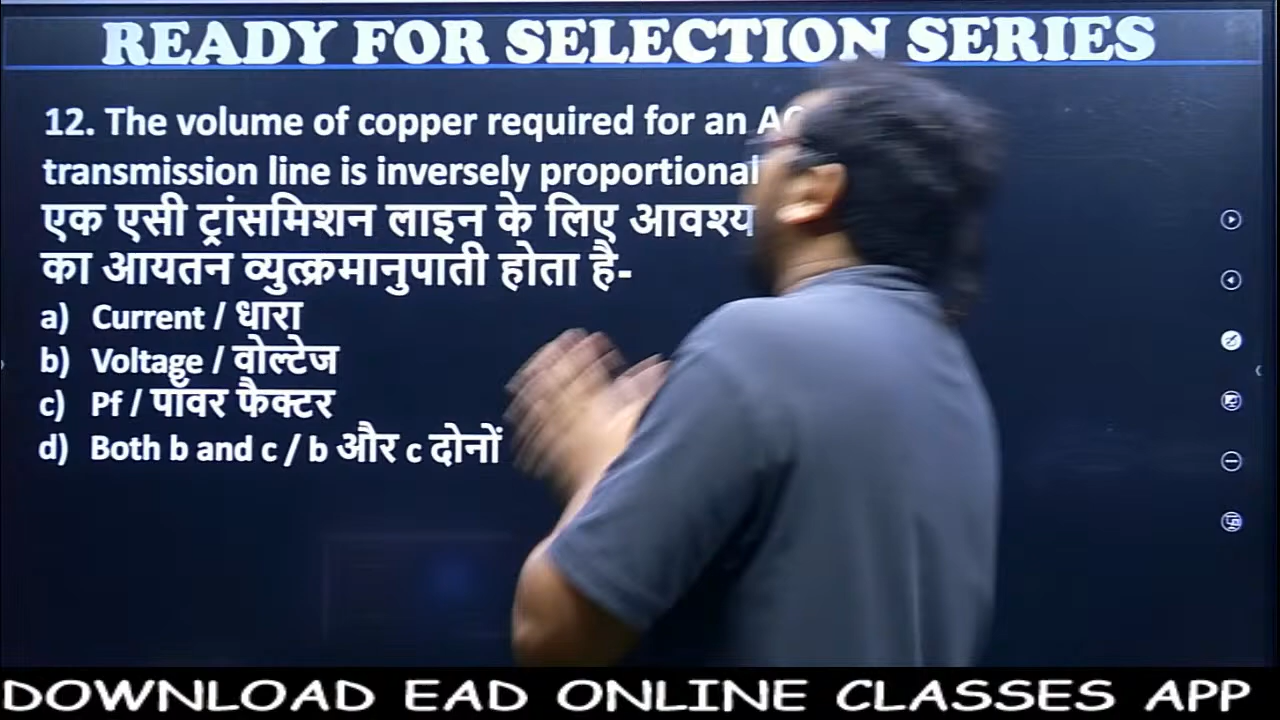 READY FOR SELECTION SERIES
12. The volume of copper required for an
transmission line is inversely proportional
एक एसी ट्रांसमिशन लाइन के लिए
का आयतन व्युत्क्रमानुपाती होता है-
a) Current / धारा
b) Voltage / वोल्टेज
c) Pf / पॉवर फैक्टर
d) Both b and c / b और c दोनों
DOWNLOAD EAD ONLINE CLASSES APP